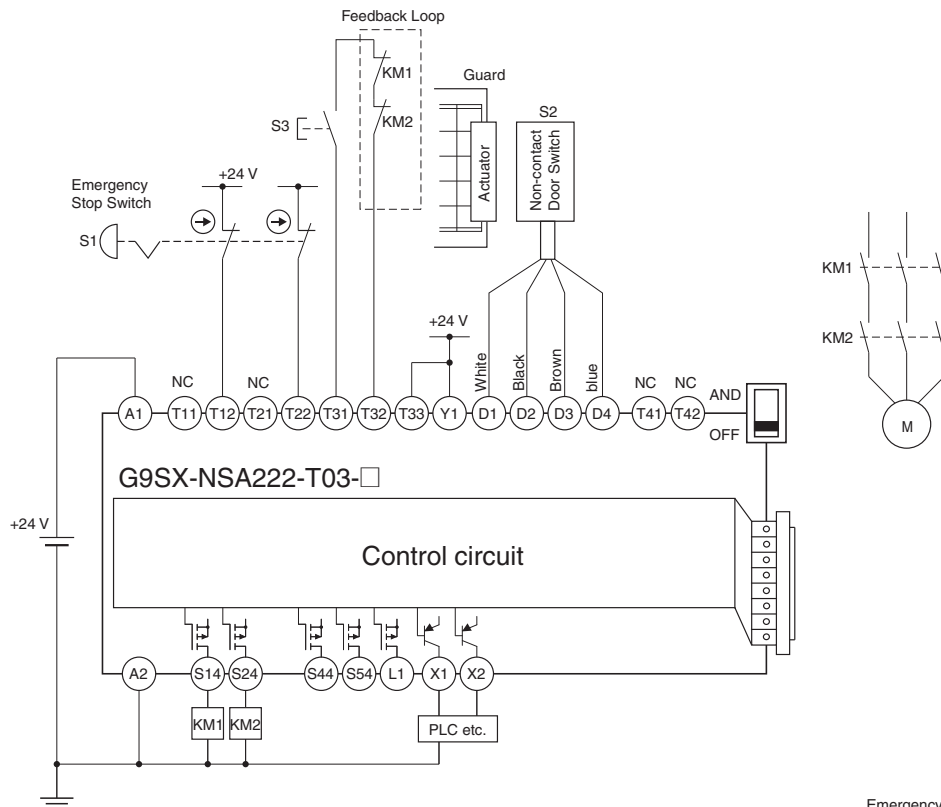 Feedback Loop
KM1
Guard
S2
S3
KM2
Actuator
Non-contact
Door Switch
+24 V
Emergency
Stop Switch
S1
KM1
+24 V
KM2
White
Black
Brown
blue
NC
NC
NC
NC
AND
A1
T11
T12
T21
T22
T31
T32
T33
Y1
D1
D2
D3
D4
T41
T42
M
OFF
G9SX-NSA222-T03-□
+24 V
Control circuit
A2
S14
S24
S44
S54
L1
X1
X2
KM1
KM2
PLC etc.
Emergency